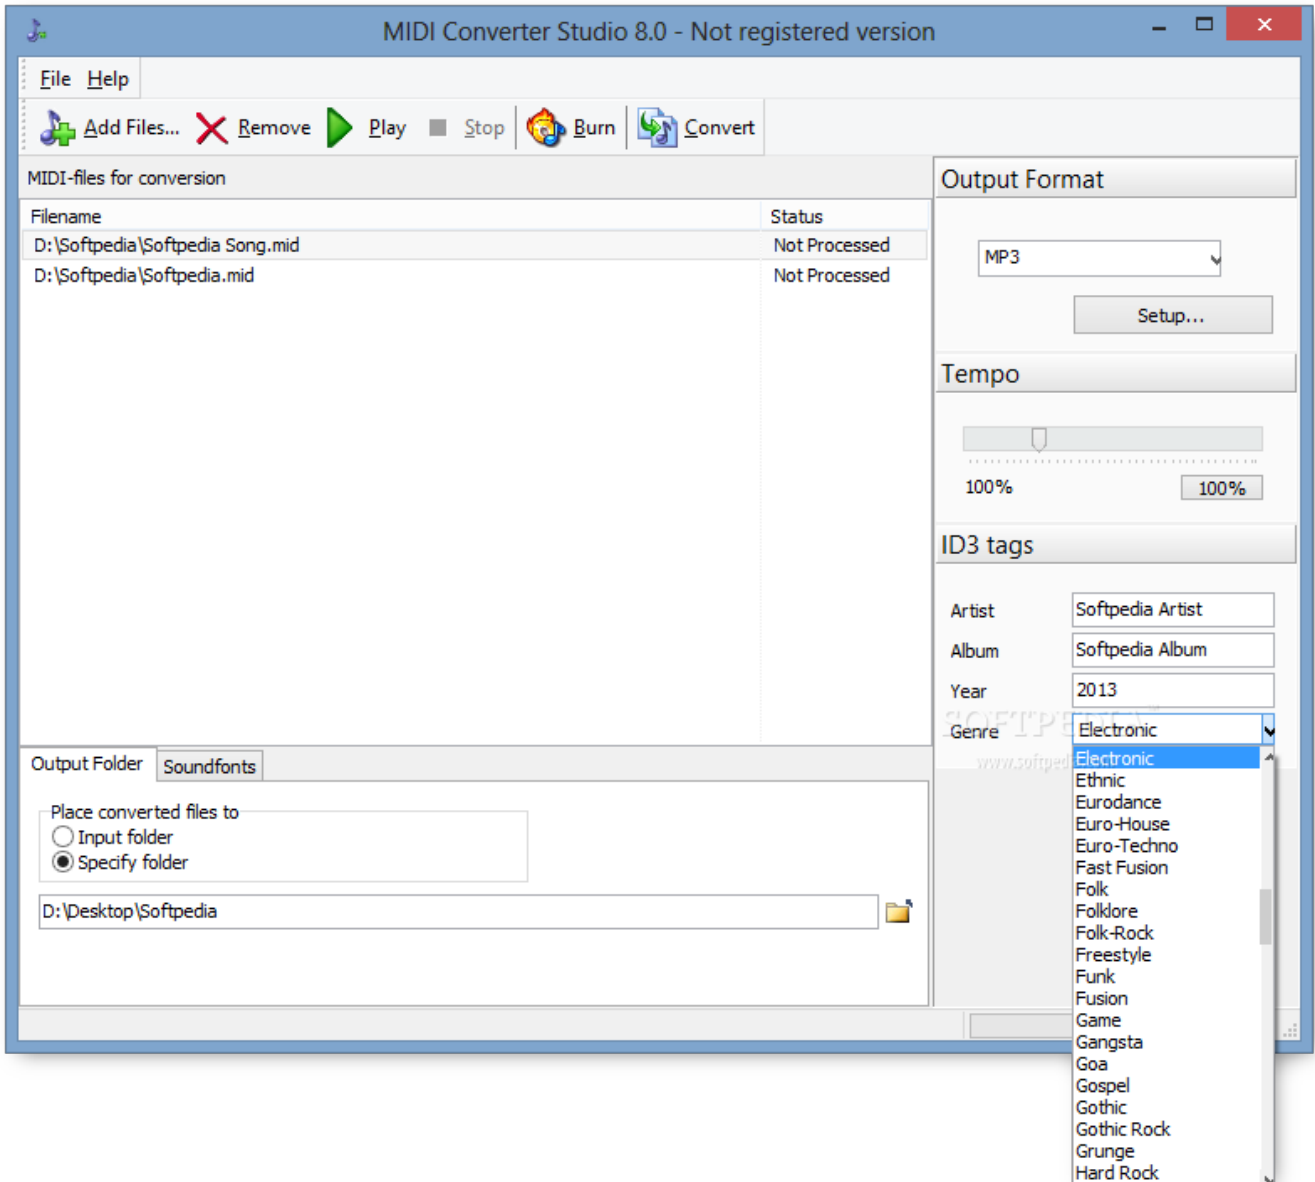 MIDI Converter Studio 8.0 - Not registered version
File Help
Add Files... Remove Play Stop Burn Convert
MIDI-files for conversion
Filename Status
D:\Softpedia\Softpedia Song.mid Not Processed
D:\Softpedia\Softpedia.mid Not Processed
Output Format
MP3
Setup...
Tempo
100% 100%
ID3 tags
Artist Softpedia Artist
Album Softpedia Album
Year 2013
SOFTPEDIA
Genre Electronic
www.softped
Electronic
Ethnic
Eurodance
Euro-House
Euro-Techno
Fast Fusion
Folk
Folklore
Folk-Rock
Freestyle
Funk
Fusion
Game
Gangsta
Goa
Gospel
Gothic
Gothic Rock
Grunge
Hard Rock
Output Folder Soundfonts
Place converted files to
Input folder
Specify folder
D:\Desktop\Softpedia